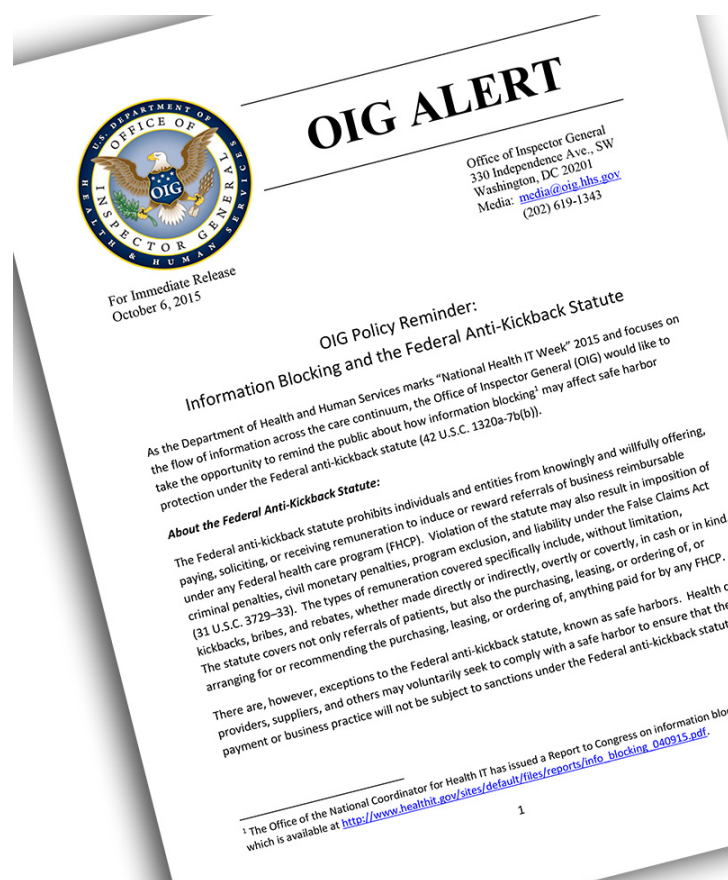 U.S. DEPARTMENT OF
HEALTH & HUMAN SERVICES
OFFICE OF
INSPECTOR GENERAL
OIG
OIG ALERT
Office of Inspector General
330 Independence Ave., SW
Washington, DC 20201
Media: media@oig.hhs.gov
(202) 619-1343
For Immediate Release
October 6, 2015
OIG Policy Reminder:
Information Blocking and the Federal Anti-Kickback Statute
As the Department of Health and Human Services marks “National Health IT Week” 2015 and focuses on
the flow of information across the care continuum, the Office of Inspector General (OIG) would like to
take the opportunity to remind the public about how information blocking¹ may affect safe harbor
protection under the Federal anti-kickback statute (42 U.S.C. 1320a-7b(b)).
About the Federal Anti-Kickback Statute:
The Federal anti-kickback statute prohibits individuals and entities from knowingly and willfully offering,
paying, soliciting, or receiving remuneration to induce or reward referrals of business reimbursable
under any Federal health care program (FHCP). Violation of the statute may also result in imposition of
criminal penalties, civil monetary penalties, program exclusion, and liability under the False Claims Act
(31 U.S.C. 3729–33). The types of remuneration covered specifically include, without limitation,
kickbacks, bribes, and rebates, whether made directly or indirectly, overtly or covertly, in cash or in kind
The statute covers not only referrals of patients, but also the purchasing, leasing, or ordering of, or
arranging for or recommending the purchasing, leasing, or ordering of, anything paid for by any FHCP.
There are, however, exceptions to the Federal anti-kickback statute, known as safe harbors. Health
providers, suppliers, and others may voluntarily seek to comply with a safe harbor to ensure that the
payment or business practice will not be subject to sanctions under the Federal anti-kickback
¹ The Office of the National Coordinator for Health IT has issued a Report to Congress on information
which is available at http://www.healthit.gov/sites/default/files/reports/info_blocking_040915.pdf.
1